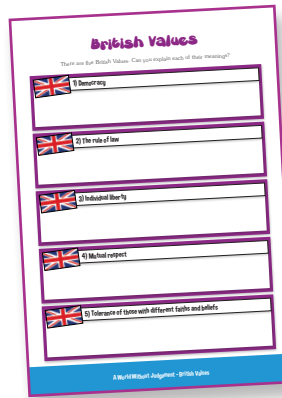 British Values
There are five British Values. Can you explain each of their meanings?
1) Democracy
2) The rule of law
3) Individual liberty
4) Mutual respect
5) Tolerance of those with different faiths and beliefs
A World Without Judgement - British Values